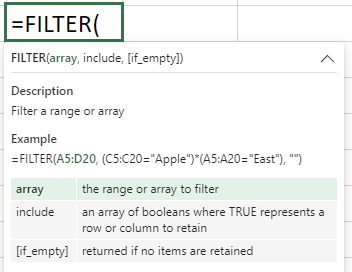 =FILTER(
FILTER(array, include, [if_empty])
Description
Filter a range or array
Example
=FILTER(A5:D20, (C5:C20="Apple")*(A5:A20="East"), "")
array the range or array to filter
include an array of booleans where TRUE represents a
row or column to retain
[if_empty] returned if no items are retained